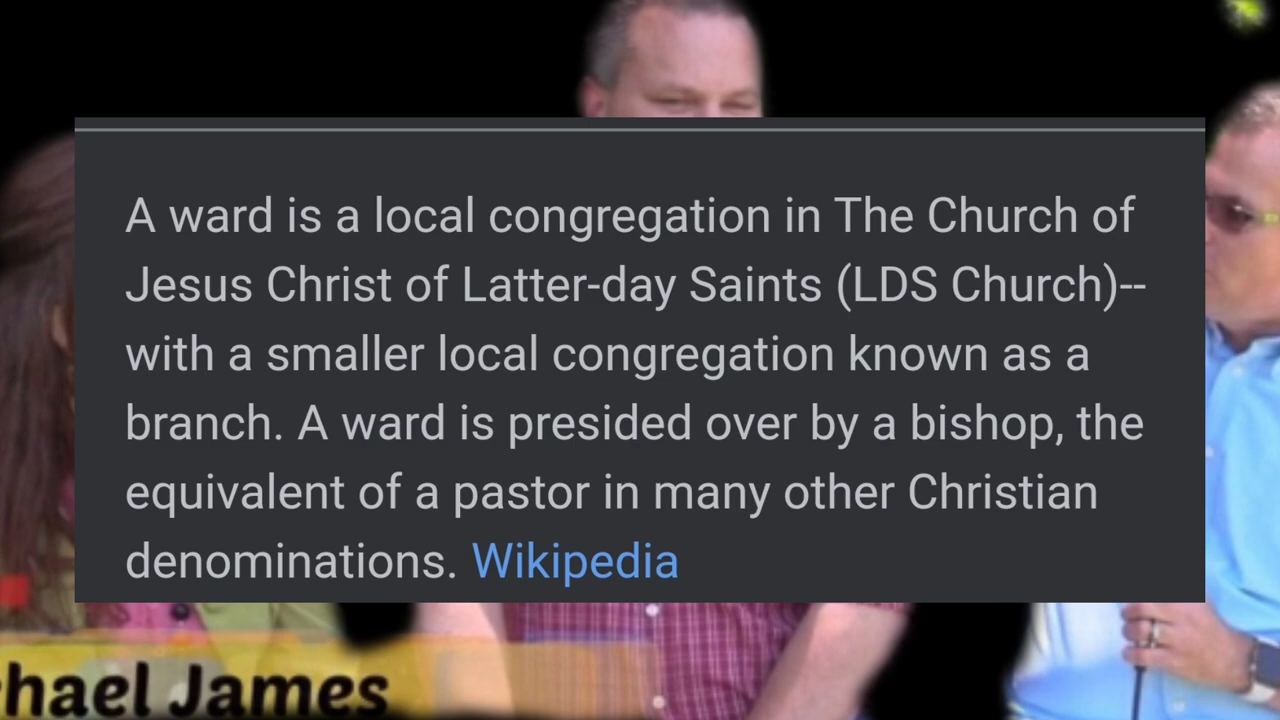 A ward is a local congregation in The Church of
Jesus Christ of Latter-day Saints (LDS Church)--
with a smaller local congregation known as a
branch. A ward is presided over by a bishop, the
equivalent of a pastor in many other Christian
denominations. Wikipedia
hael James